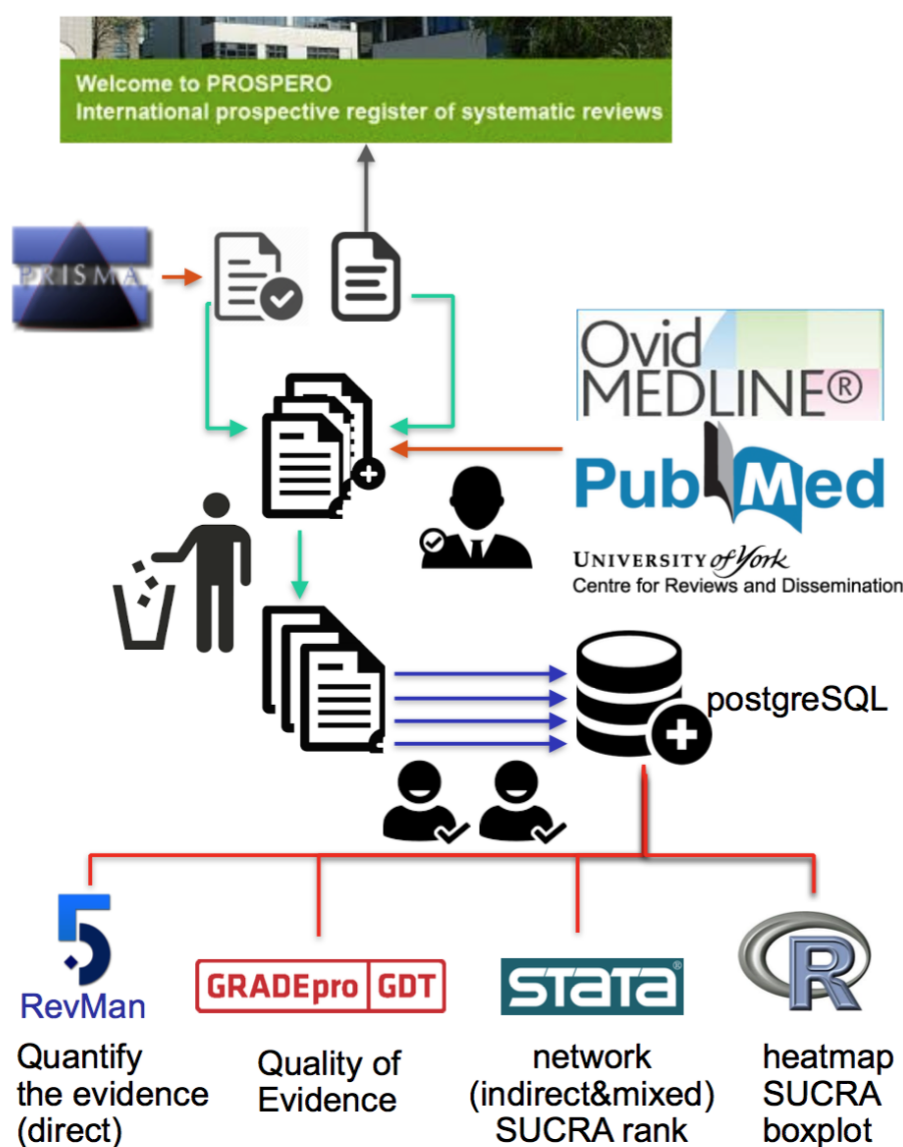 Welcome to PROSPERO
International prospective register of systematic reviews
PRISMA
Ovid
MEDLINE®
PubMed
UNIVERSITY of York
Centre for Reviews and Dissemination
postgreSQL
5
RevMan
GRADEpro GDT
STATA®
R
Quantify
the evidence
(direct)
Quality of
Evidence
network
(indirect&mixed)
SUCRA rank
heatmap
SUCRA
boxplot